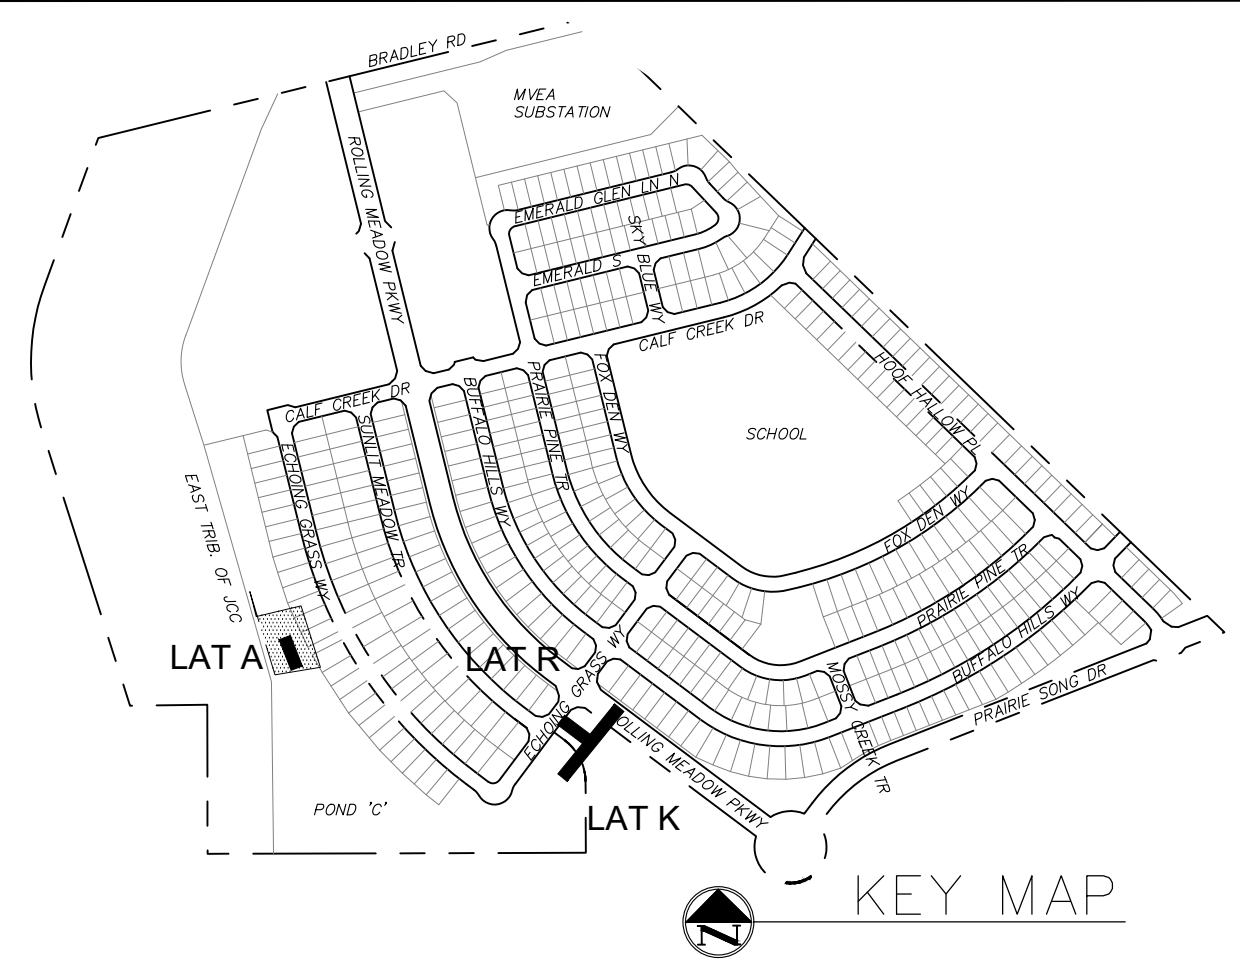 BRADLEY RD
MVEA
SUBSTATION
ROLLING MEADOW PKWY
EMERALD GLEN LN N
SKY BLUE WY
EMERALD S
CALF CREEK DR
HOOF HALLOW PL
SCHOOL
CALF CREEK DR
FOX DEN WY
PRAIRIE PINE TR
BUFFALO HILLS WY
SUNLIT MEADOW TR
ECHOING GRASS WY
EAST TRIB. OF JCC
FOX DEN WY
PRAIRIE PINE TR
BUFFALO HILLS WY
LAT A
LAT R
ECHOING GRASS WY
MOSSY CREEK TR
PRAIRIE SONG DR
ROLLING MEADOW PKWY
POND 'C'
LAT K
KEY MAP
N